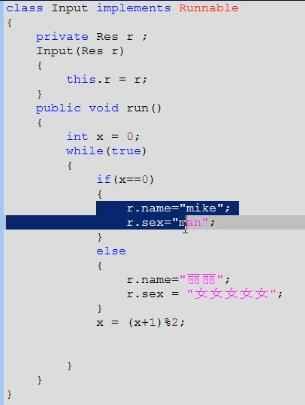 class Input implements Runnable
{
private Res r ;
Input(Res r)
{
this.r = r;
}
public void run()
{
int x = 0;
while(true)
{
if(x==0)
{
r.name="mike";
r.sex="man";
}
else
{
r.name="丽丽";
r.sex = "女女女女女";
}
x = (x+1)%2;
}
}
}